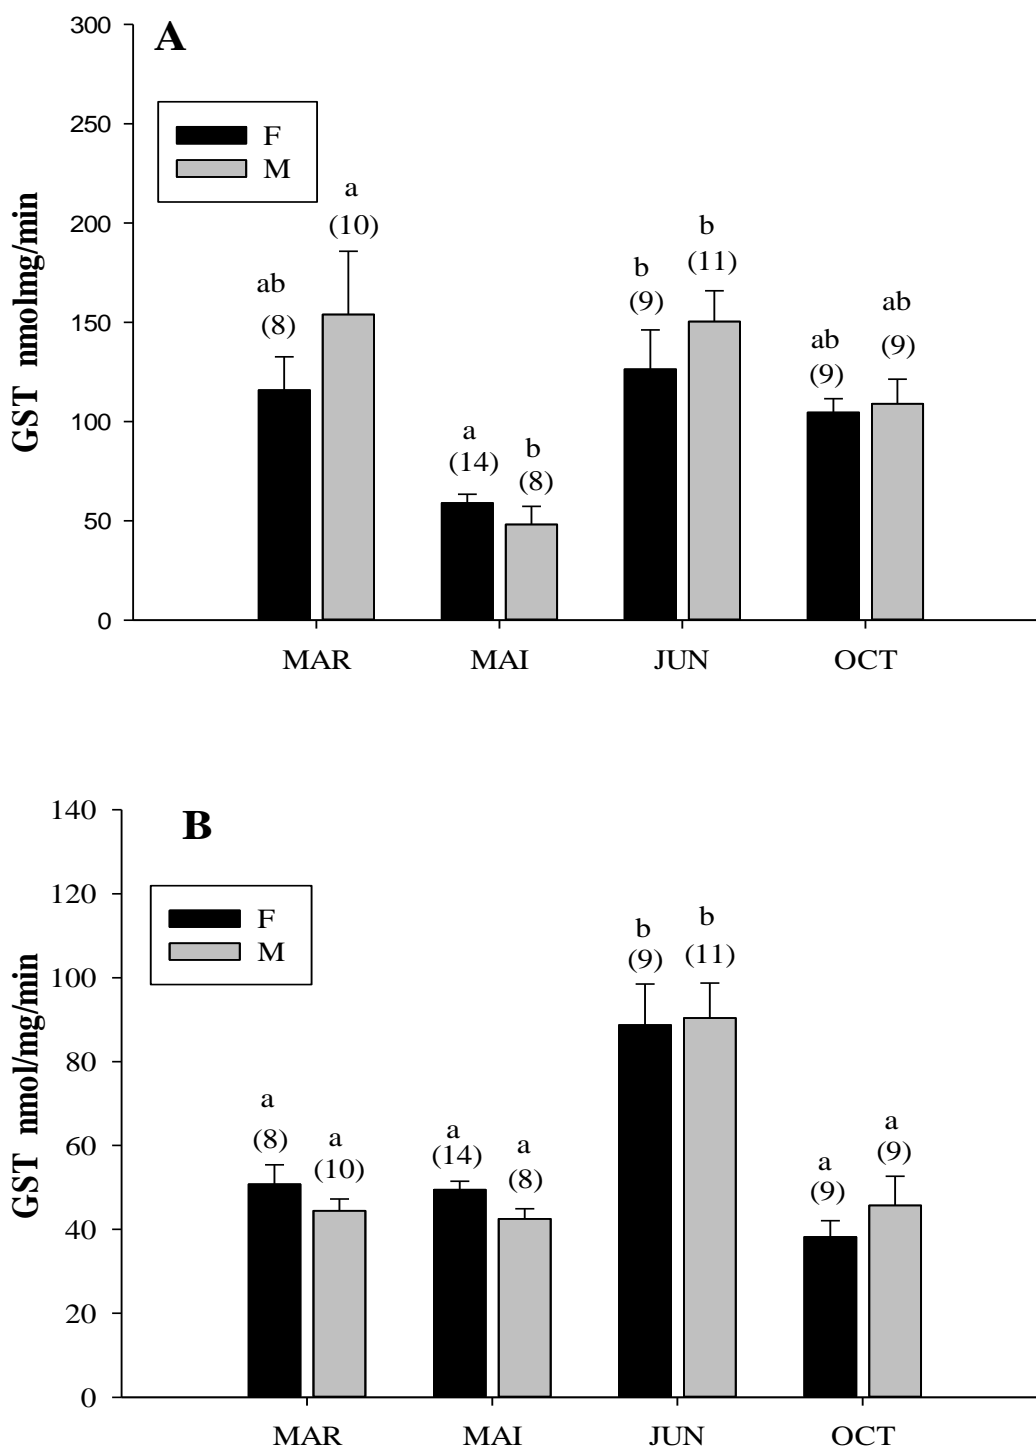 A
300
250
200
150
100
50
0
GST nmolmg/min
F
M
ab
(8)
a
(10)
a
(14)
b
(8)
b
(9)
b
(11)
ab
(9)
ab
(9)
MAR MAI JUN OCT
B
140
120
100
80
60
40
20
0
GST nmol/mg/min
F
M
a
(8)
a
(10)
a
(14)
a
(8)
b
(9)
b
(11)
a
(9)
a
(9)
MAR MAI JUN OCT